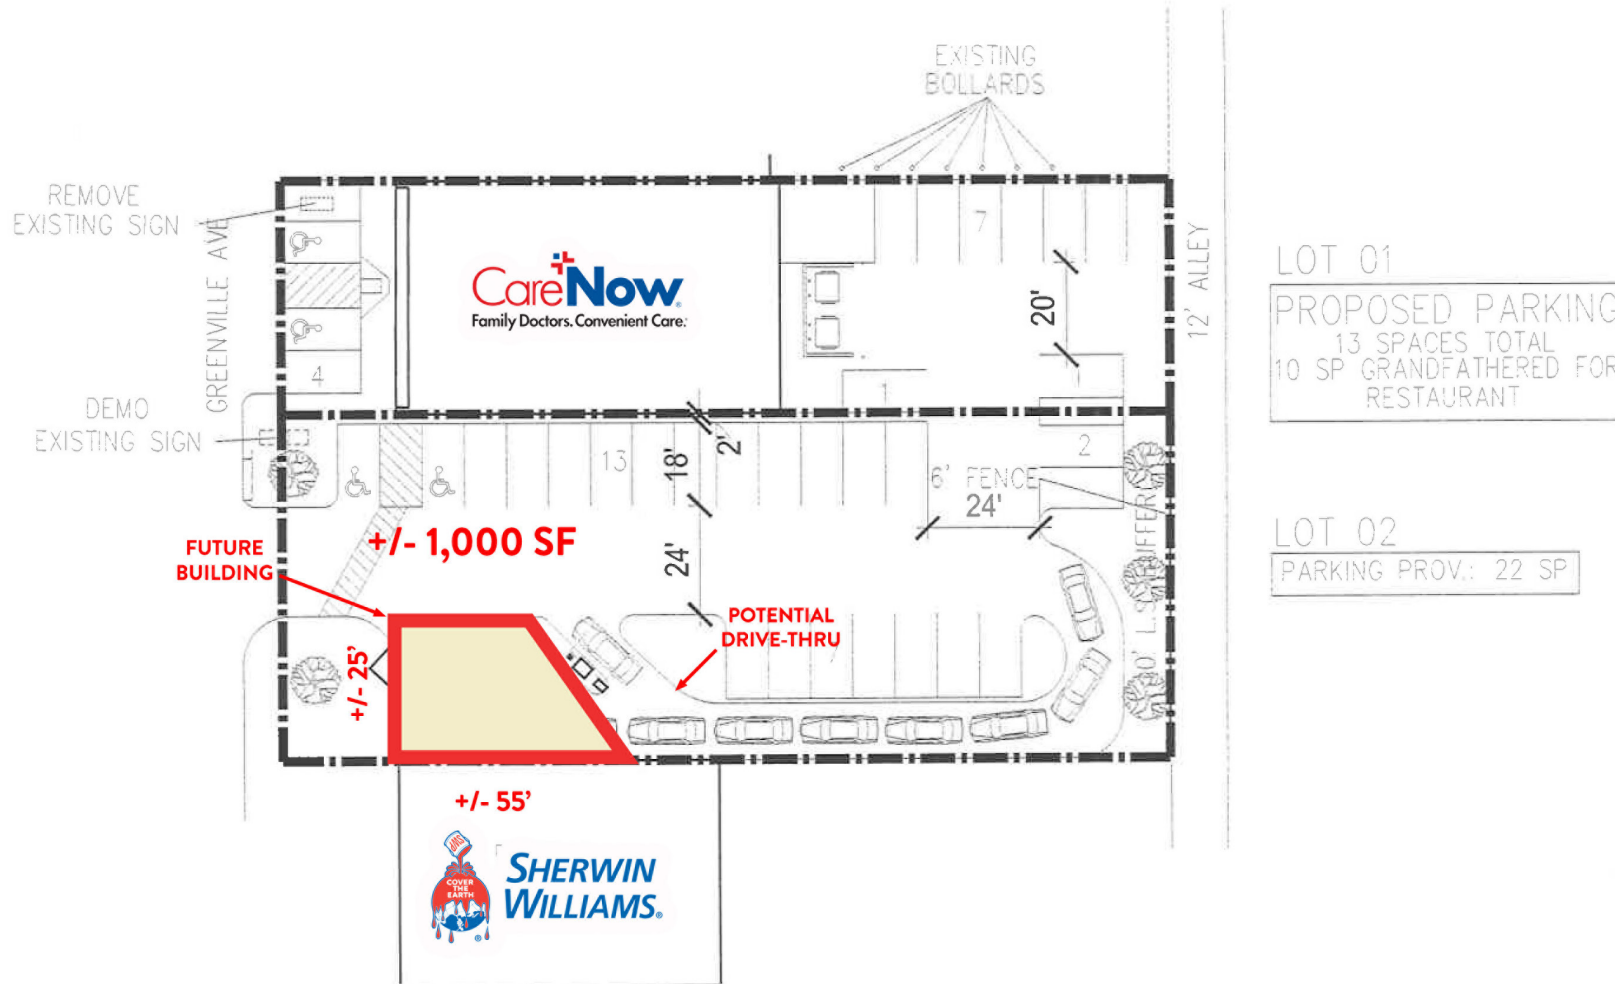 EXISTING
BOLLARDS
REMOVE
EXISTING SIGN
GREENVILLE AVE
4
CareNow®
Family Doctors. Convenient Care.
7
20'
12' ALLEY
1
1
LOT 01
PROPOSED PARKING
13 SPACES TOTAL
10 SP GRANDFATHERED FOR
RESTAURANT
DEMO
EXISTING SIGN
13
18'
2'
2
6' FENCE
24'
+/- 1,000 SF
24'
LOT 02
PARKING PROV.: 22 SP
FUTURE
BUILDING
+/- 25'
POTENTIAL
DRIVE-THRU
7
+/- 55'
SWP
COVER
THE
EARTH
®
SHERWIN
WILLIAMS®